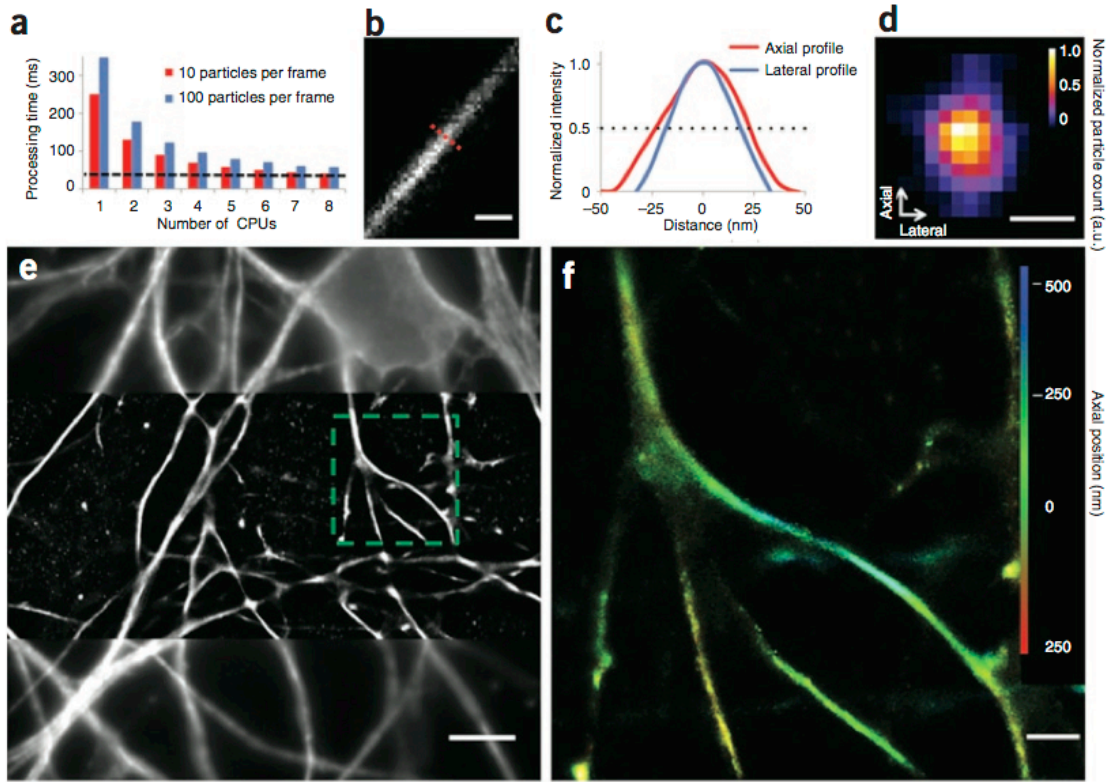 a
300
200
100
0
Processing time (ms)
10 particles per frame
100 particles per frame
1 2 3 4 5 6 7 8
Number of CPUs
b
c
1.0
0.5
0
Normalized intensity
Axial profile
Lateral profile
−50 −25 0 25 50
Distance (nm)
d
1.0
0.5
0
Normalized particle count (a.u.)
Axial
Lateral
e
f
500
250
0
250
Axial position (nm)